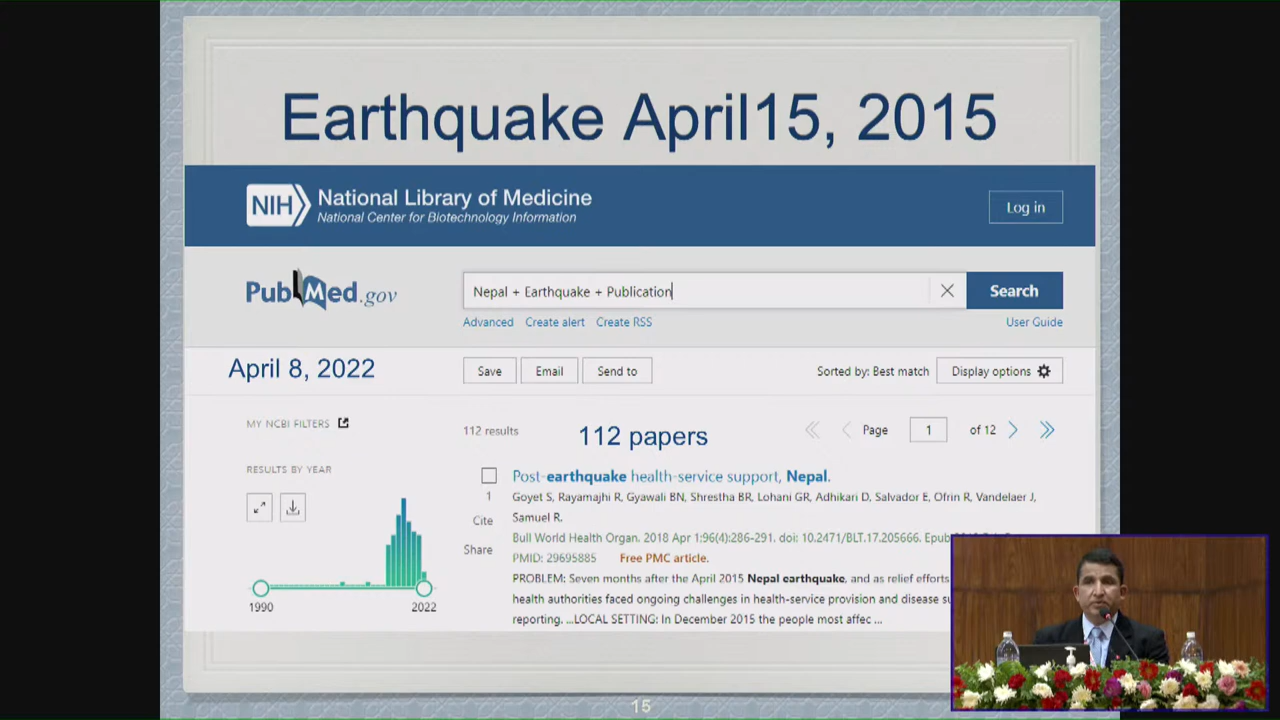 Earthquake April15, 2015
NIH National Library of Medicine
National Center for Biotechnology Information
Log in
PubMed.gov
Nepal + Earthquake + Publication
Search
Advanced Create alert Create RSS
User Guide
April 8, 2022
Save Email Send to
Sorted by: Best match
Display options
MY NCBI FILTERS
112 results
112 papers
Page 1 of 12
RESULTS BY YEAR
1990 2022
Post-earthquake health-service support, Nepal.
1
Cite
Share
Goyet S, Rayamajhi R, Gyawali BN, Shrestha BR, Lohani GR, Adhikari D, Salvador E, Ofrin R, Vandelaer J,
Samuel R.
Bull World Health Organ. 2018 Apr 1;96(4):286-291. doi: 10.2471/BLT.17.205666. Epub
PMID: 29695885 Free PMC article.
PROBLEM: Seven months after the April 2015 Nepal earthquake, and as relief efforts
health authorities faced ongoing challenges in health-service provision and disease
reporting. ...LOCAL SETTING: In December 2015 the people most affec ...
15